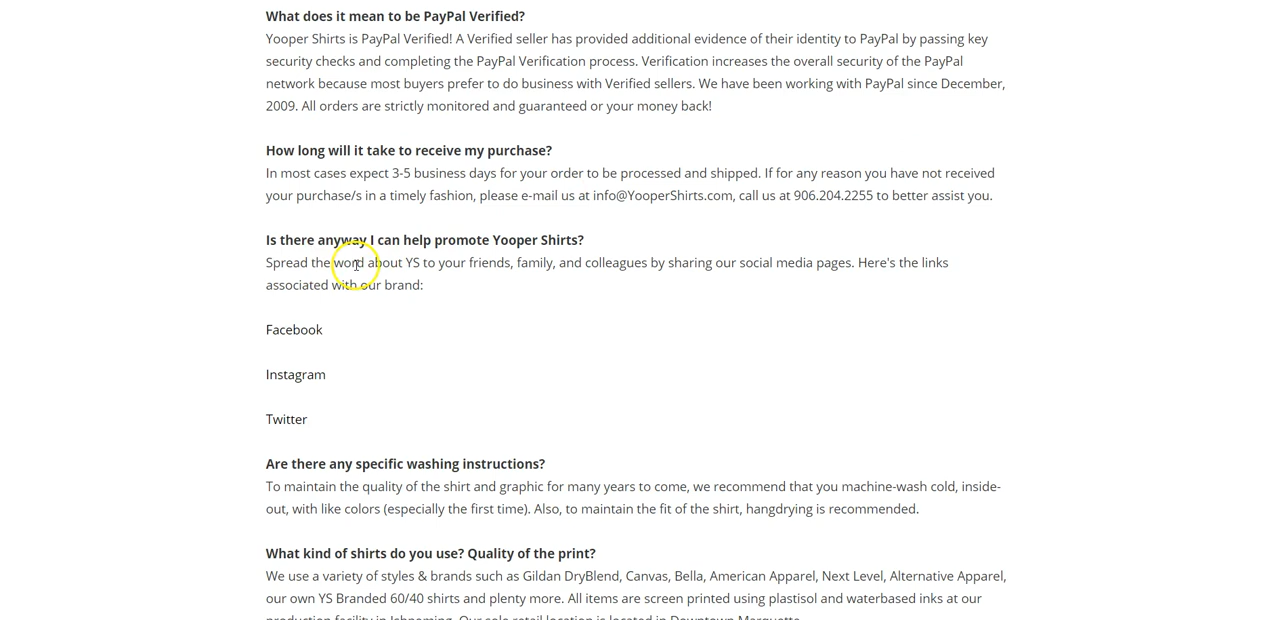 What does it mean to be PayPal Verified?
Yooper Shirts is PayPal Verified! A Verified seller has provided additional evidence of their identity to PayPal by passing key
security checks and completing the PayPal Verification process. Verification increases the overall security of the PayPal
network because most buyers prefer to do business with Verified sellers. We have been working with PayPal since December,
2009. All orders are strictly monitored and guaranteed or your money back!
How long will it take to receive my purchase?
In most cases expect 3-5 business days for your order to be processed and shipped. If for any reason you have not received
your purchase/s in a timely fashion, please e-mail us at info@YooperShirts.com, call us at 906.204.2255 to better assist you.
Is there anyway I can help promote Yooper Shirts?
Spread the word about YS to your friends, family, and colleagues by sharing our social media pages. Here's the links
associated with our brand:
Facebook
Instagram
Twitter
Are there any specific washing instructions?
To maintain the quality of the shirt and graphic for many years to come, we recommend that you machine-wash cold, inside-
out, with like colors (especially the first time). Also, to maintain the fit of the shirt, hangdrying is recommended.
What kind of shirts do you use? Quality of the print?
We use a variety of styles & brands such as Gildan DryBlend, Canvas, Bella, American Apparel, Next Level, Alternative Apparel,
our own YS Branded 60/40 shirts and plenty more. All items are screen printed using plastisol and waterbased inks at our
production facility in Ishpeming. Our sole retail location is located in Downtown Marquette.